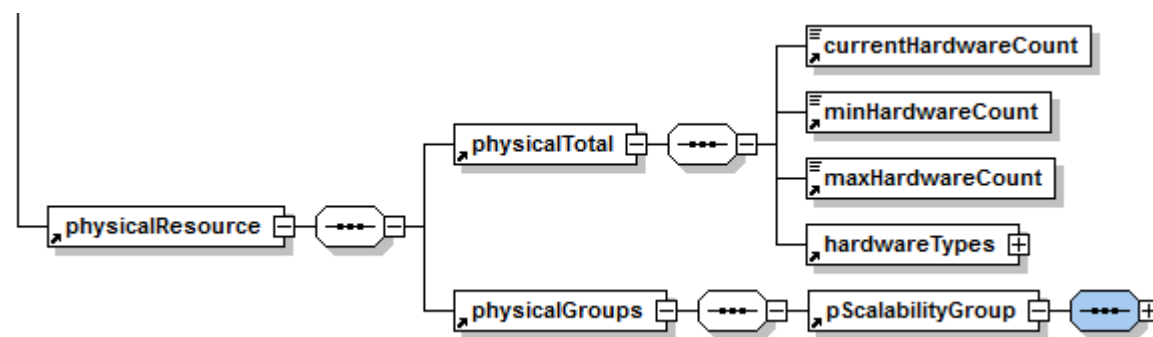 currentHardwareCount
minHardwareCount
physicalTotal
maxHardwareCount
physicalResource
hardwareTypes
physicalGroups
pScalabilityGroup